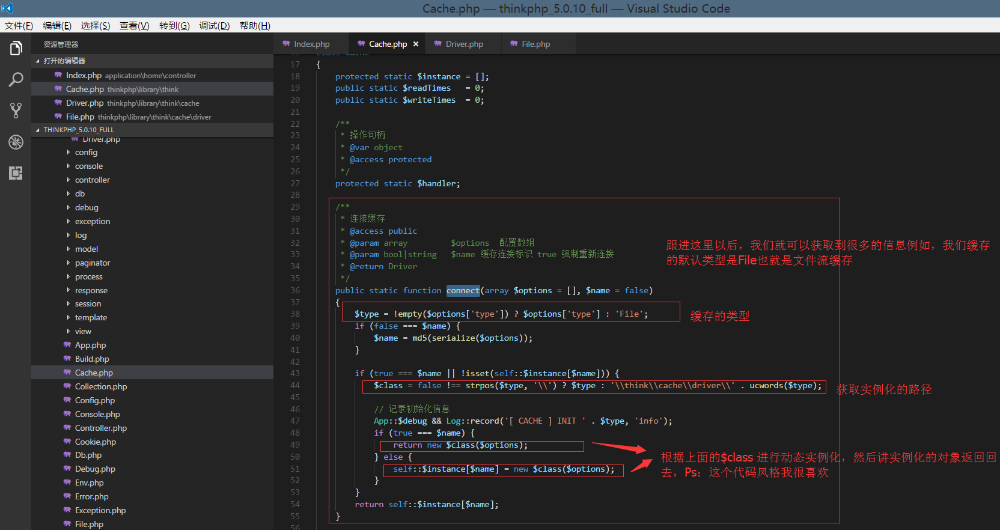 Cache.php — thinkphp_5.0.10_full — Visual Studio Code
文件(F) 编辑(E) 选择(S) 查看(V) 转到(G) 调试(D) 帮助(H)
资源管理器
打开的编辑器
Index.php application\home\controller
Cache.php thinkphp\library\think
Driver.php thinkphp\library\think\cache
File.php thinkphp\library\think\cache\driver
THINKPHP_5.0.10_FULL
Driver.php
config
console
controller
db
debug
exception
log
model
paginator
process
response
session
template
view
App.php
Build.php
Cache.php
Collection.php
Config.php
Console.php
Controller.php
Cookie.php
Db.php
Debug.php
Env.php
Error.php
Exception.php
File.php
Index.php Cache.php × Driver.php File.php
16 class Cache
17 {
18 protected static $instance = [];
19 public static $readTimes = 0;
20 public static $writeTimes = 0;
21
22 /**
23 * 操作句柄
24 * @var object
25 * @access protected
26 */
27 protected static $handler;
28
29 /**
30 * 连接缓存
31 * @access public
32 * @param array $options 配置数组
33 * @param bool|string $name 缓存连接标识 true 强制重新连接
34 * @return Driver
35 */
36 public static function connect(array $options = [], $name = false)
37 {
38 $type = !empty($options['type']) ? $options['type'] : 'File';
39 if (false === $name) {
40 $name = md5(serialize($options));
41 }
42
43 if (true === $name || !isset(self::$instance[$name])) {
44 $class = false !== strpos($type, '\\') ? $type : '\\think\\cache\\driver\\' . ucwords($type);
45
46 // 记录初始化信息
47 App::$debug && Log::record('[ CACHE ] INIT ' . $type, 'info');
48 if (true === $name) {
49 return new $class($options);
50 } else {
51 self::$instance[$name] = new $class($options);
52 }
53 }
54 return self::$instance[$name];
55 }
56
跟进这里以后，我们就可以获取到很多的信息例如，我们缓存
的默认类型是File也就是文件流缓存
缓存的类型
获取实例化的路径
根据上面的$class 进行动态实例化，然后讲实例化的对象返回回
去，Ps：这个代码风格我很喜欢